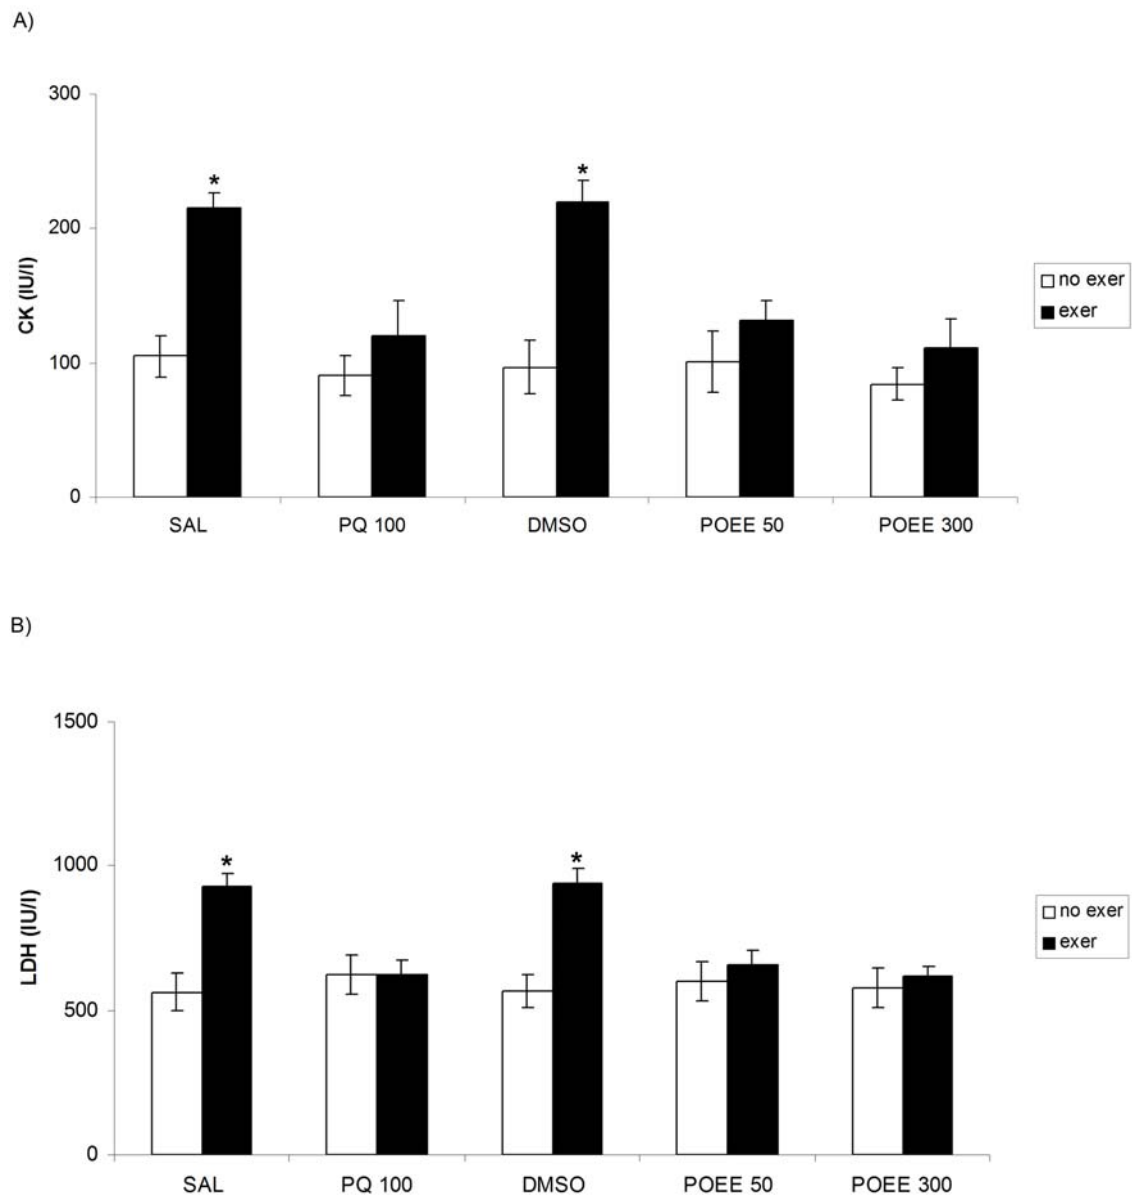 A)
300
*
*
200
CK (IU/l)
no exer
exer
100
0
SAL
PQ 100
DMSO
POEE 50
POEE 300
B)
1500
1000
*
*
LDH (IU/l)
no exer
exer
500
0
SAL
PQ 100
DMSO
POEE 50
POEE 300